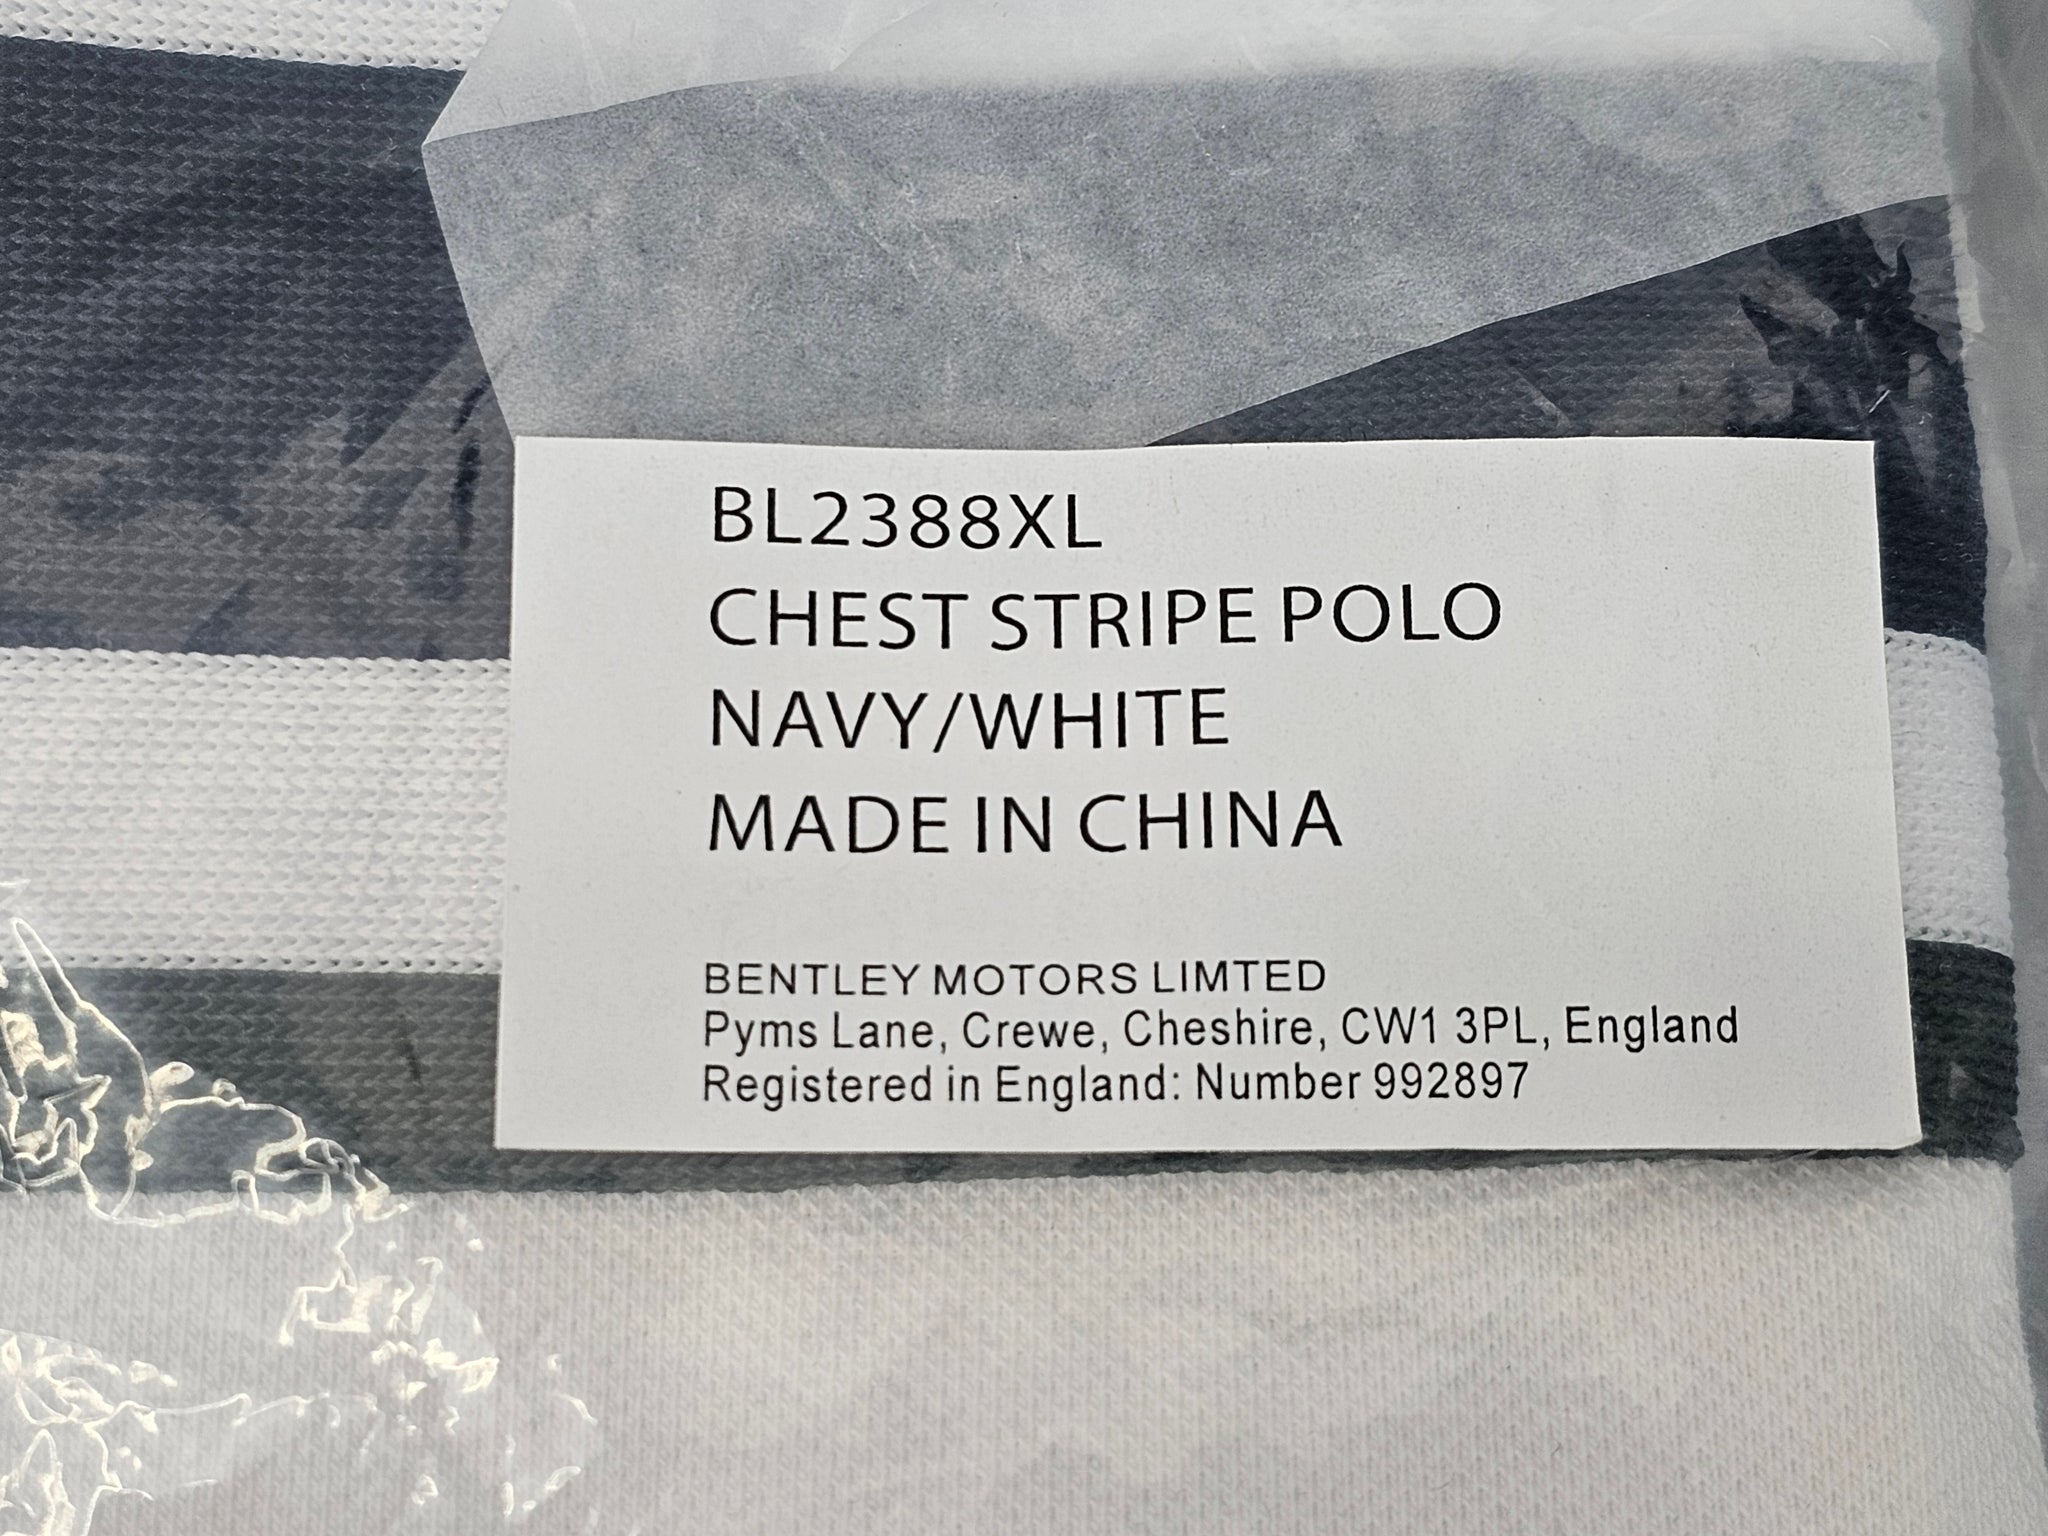 BL2388XL
CHEST STRIPE POLO
NAVY/WHITE
MADE IN CHINA
BENTLEY MOTORS LIMTED
Pyms Lane, Crewe, Cheshire, CW1 3PL, England
Registered in England: Number 992897